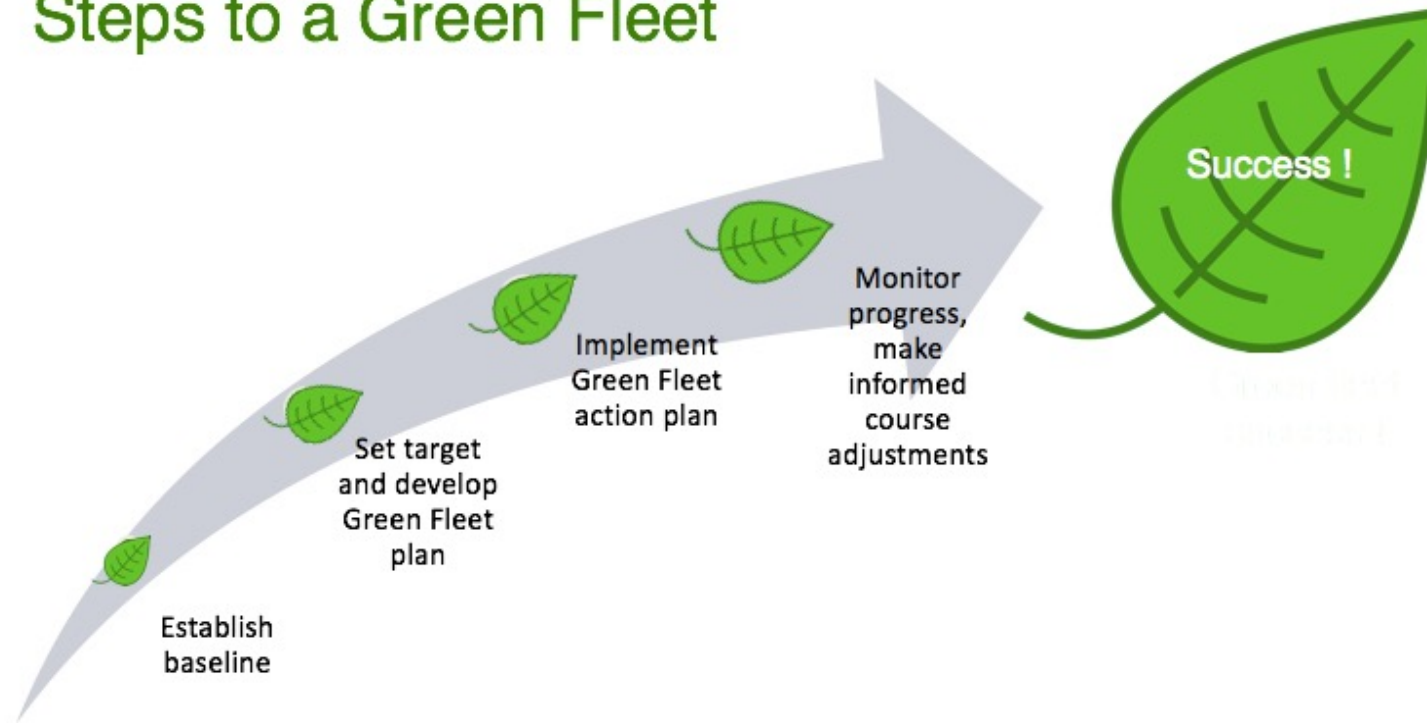 Steps to a Green Fleet
Success !
Monitor
progress,
make
informed
course
adjustments
Implement
Green Fleet
action plan
Set target
and develop
Green Fleet
plan
Establish
baseline